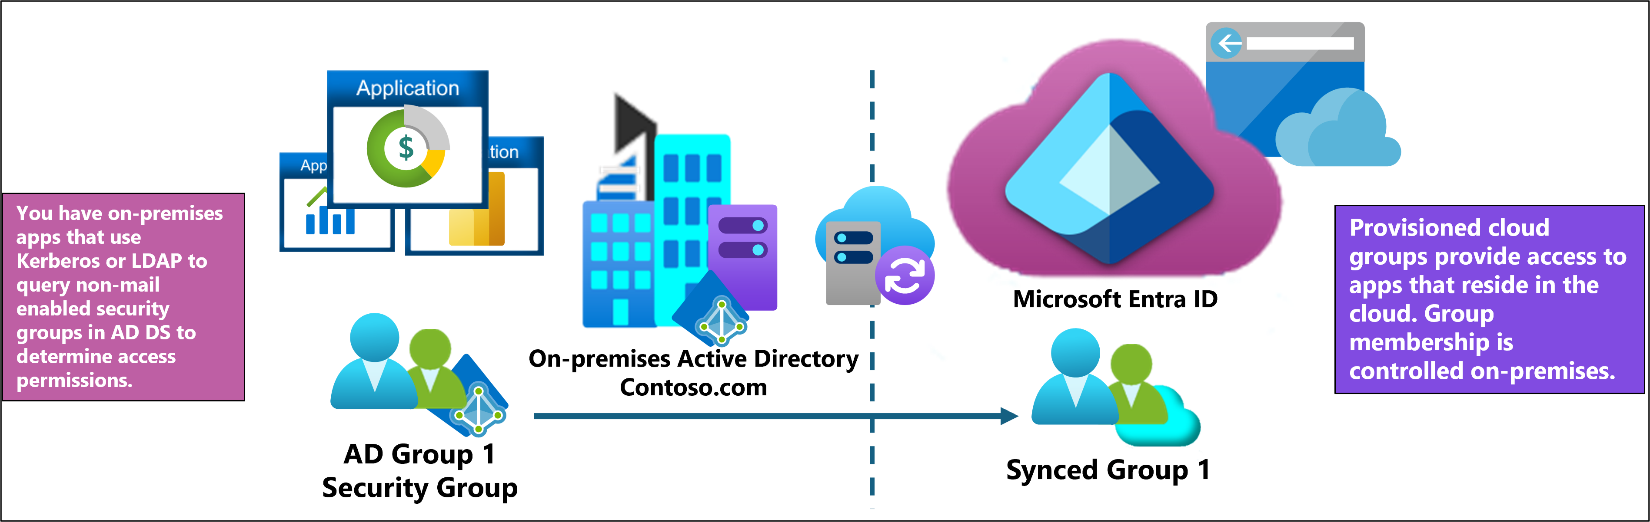 You have on-premises
apps that use
Kerberos or LDAP to
query non-mail
enabled security
groups in AD DS to
determine access
permissions.
Application
App
tion
$
On-premises Active Directory
Contoso.com
AD Group 1
Security Group
Microsoft Entra ID
Synced Group 1
Provisioned cloud
groups provide access to
apps that reside in the
cloud. Group
membership is
controlled on-premises.